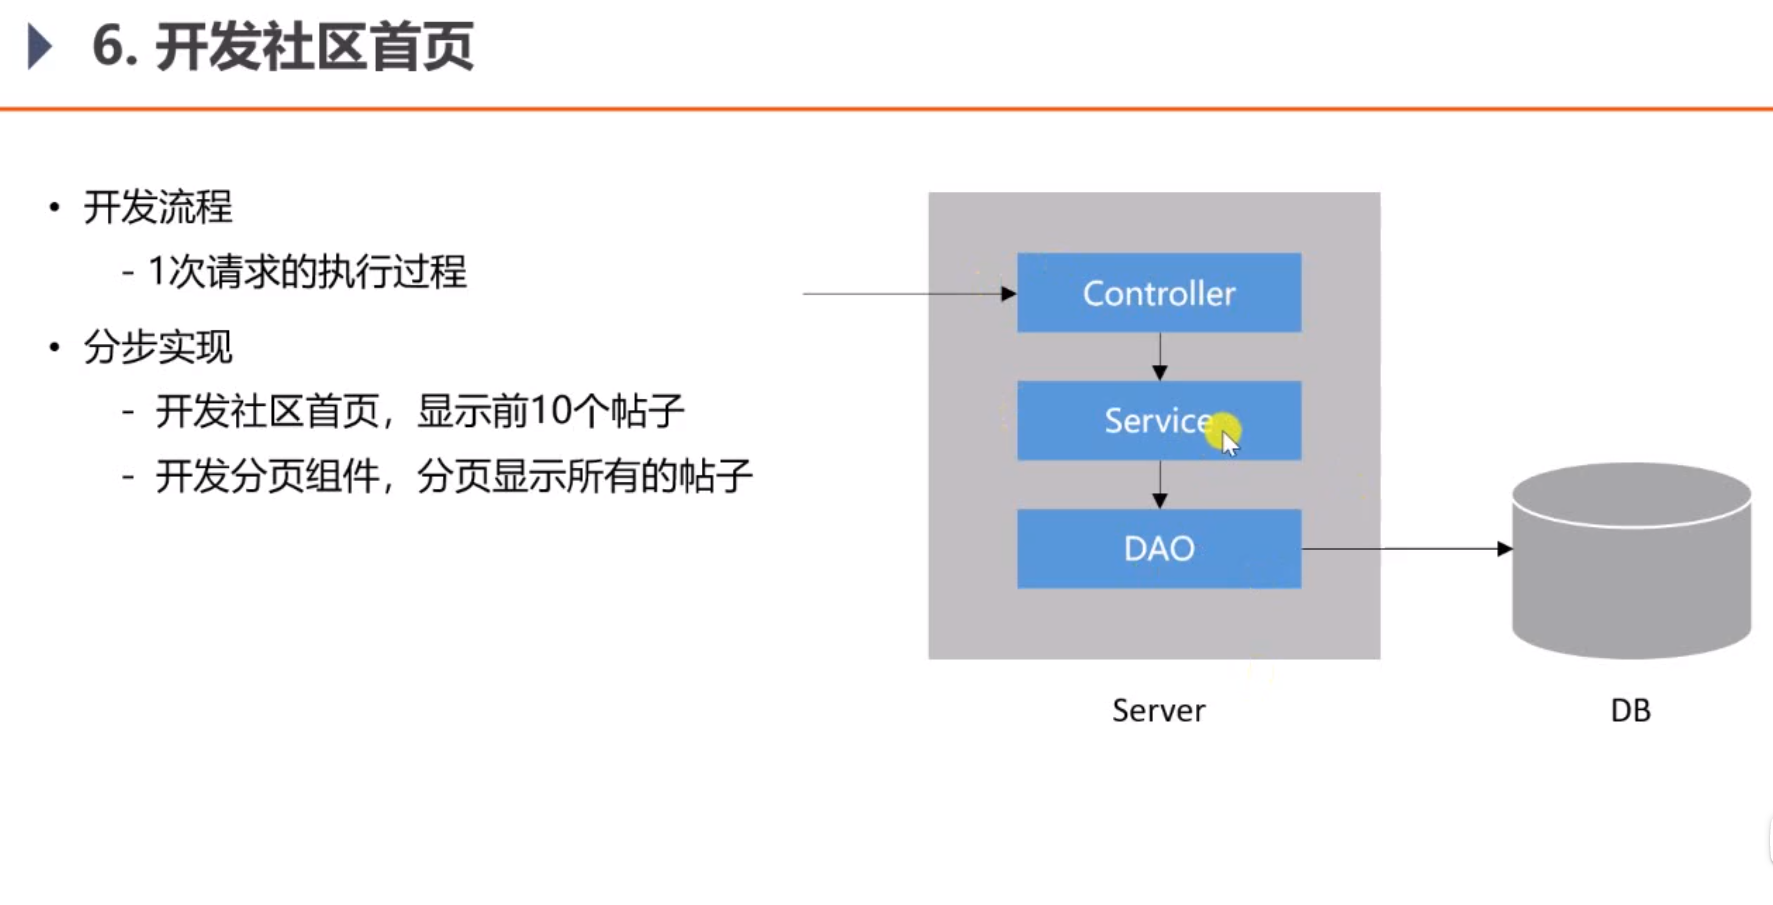 6. 开发社区首页
• 开发流程
- 1次请求的执行过程
• 分步实现
- 开发社区首页，显示前10个帖子
- 开发分页组件，分页显示所有的帖子
Controller
Service
DAO
Server
DB